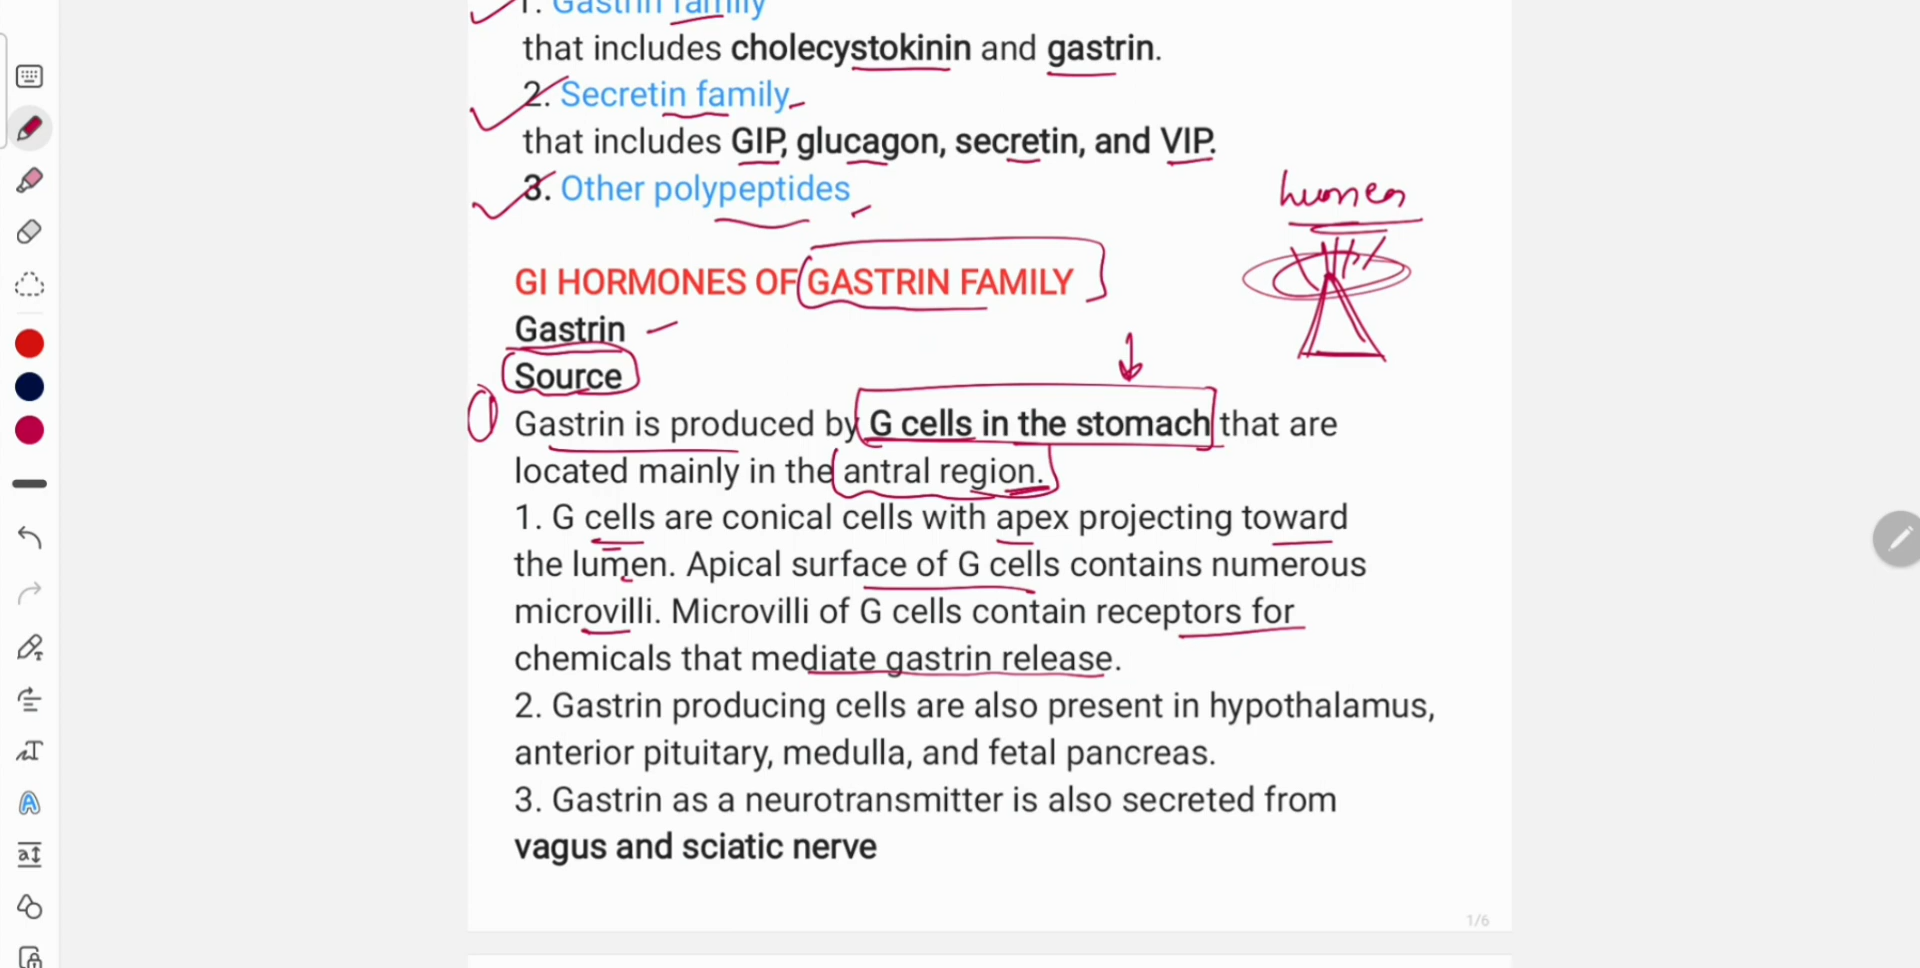 1. Gastrin family
that includes cholecystokinin and gastrin.
2. Secretin family
that includes GIP, glucagon, secretin, and VIP.
3. Other polypeptides
lumen
GI HORMONES OF GASTRIN FAMILY
Gastrin
Source
Gastrin is produced by G cells in the stomach that are
located mainly in the antral region.
1. G cells are conical cells with apex projecting toward
the lumen. Apical surface of G cells contains numerous
microvilli. Microvilli of G cells contain receptors for
chemicals that mediate gastrin release.
2. Gastrin producing cells are also present in hypothalamus,
anterior pituitary, medulla, and fetal pancreas.
3. Gastrin as a neurotransmitter is also secreted from
vagus and sciatic nerve
1/6